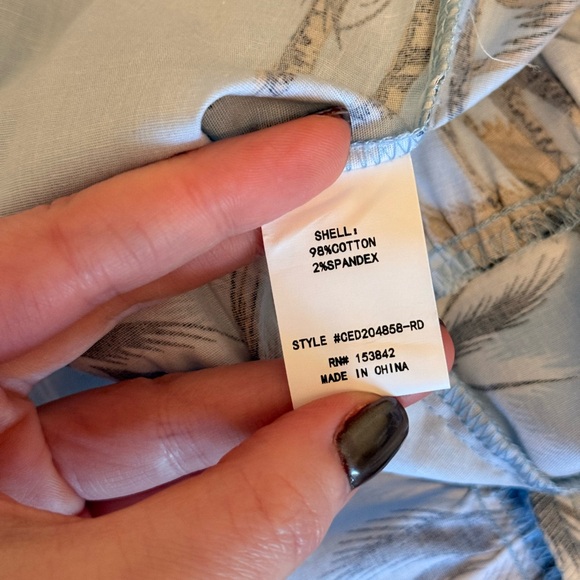 SHELL:
98%COTTON
2%SPANDEX
STYLE #CED204858-RD
RN# 153842
MADE IN CHINA